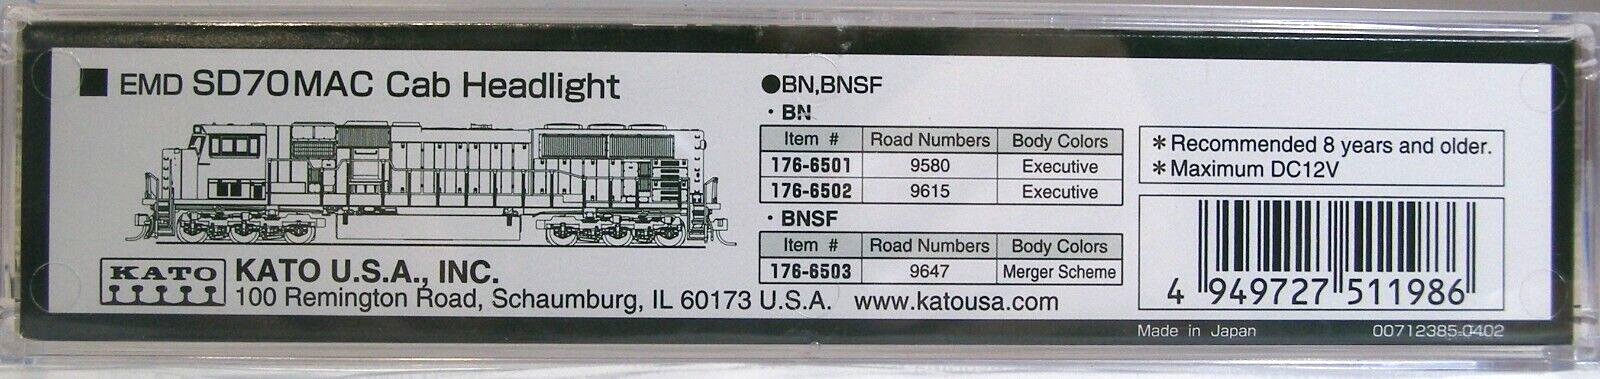 ■ EMD SD70MAC Cab Headlight
●BN,BNSF
・BN
Item # Road Numbers Body Colors
176-6501 9580 Executive
176-6502 9615 Executive
・BNSF
Item # Road Numbers Body Colors
176-6503 9647 Merger Scheme
KATO
KATO U.S.A., INC.
100 Remington Road, Schaumburg, IL 60173 U.S.A. www.katousa.com
*Recommended 8 years and older.
*Maximum DC12V
4 949727 511986
Made in Japan 00712385-0402